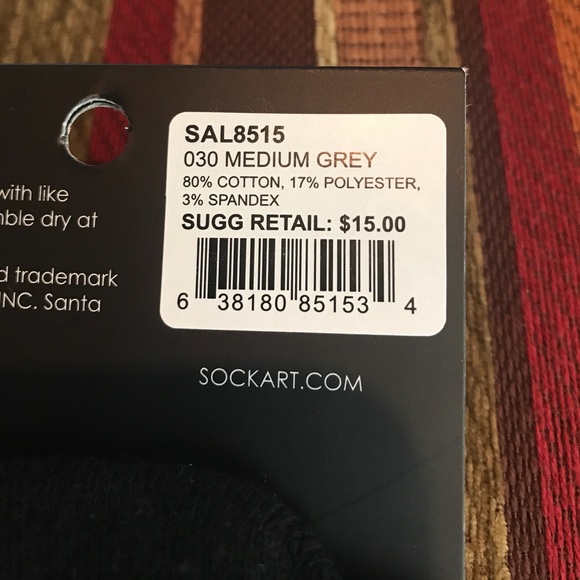 with like
mble dry at
d trademark
INC. Santa
SAL8515
030 MEDIUM GREY
80% COTTON, 17% POLYESTER,
3% SPANDEX
SUGG RETAIL: $15.00
6 38180 85153 4
SOCKART.COM